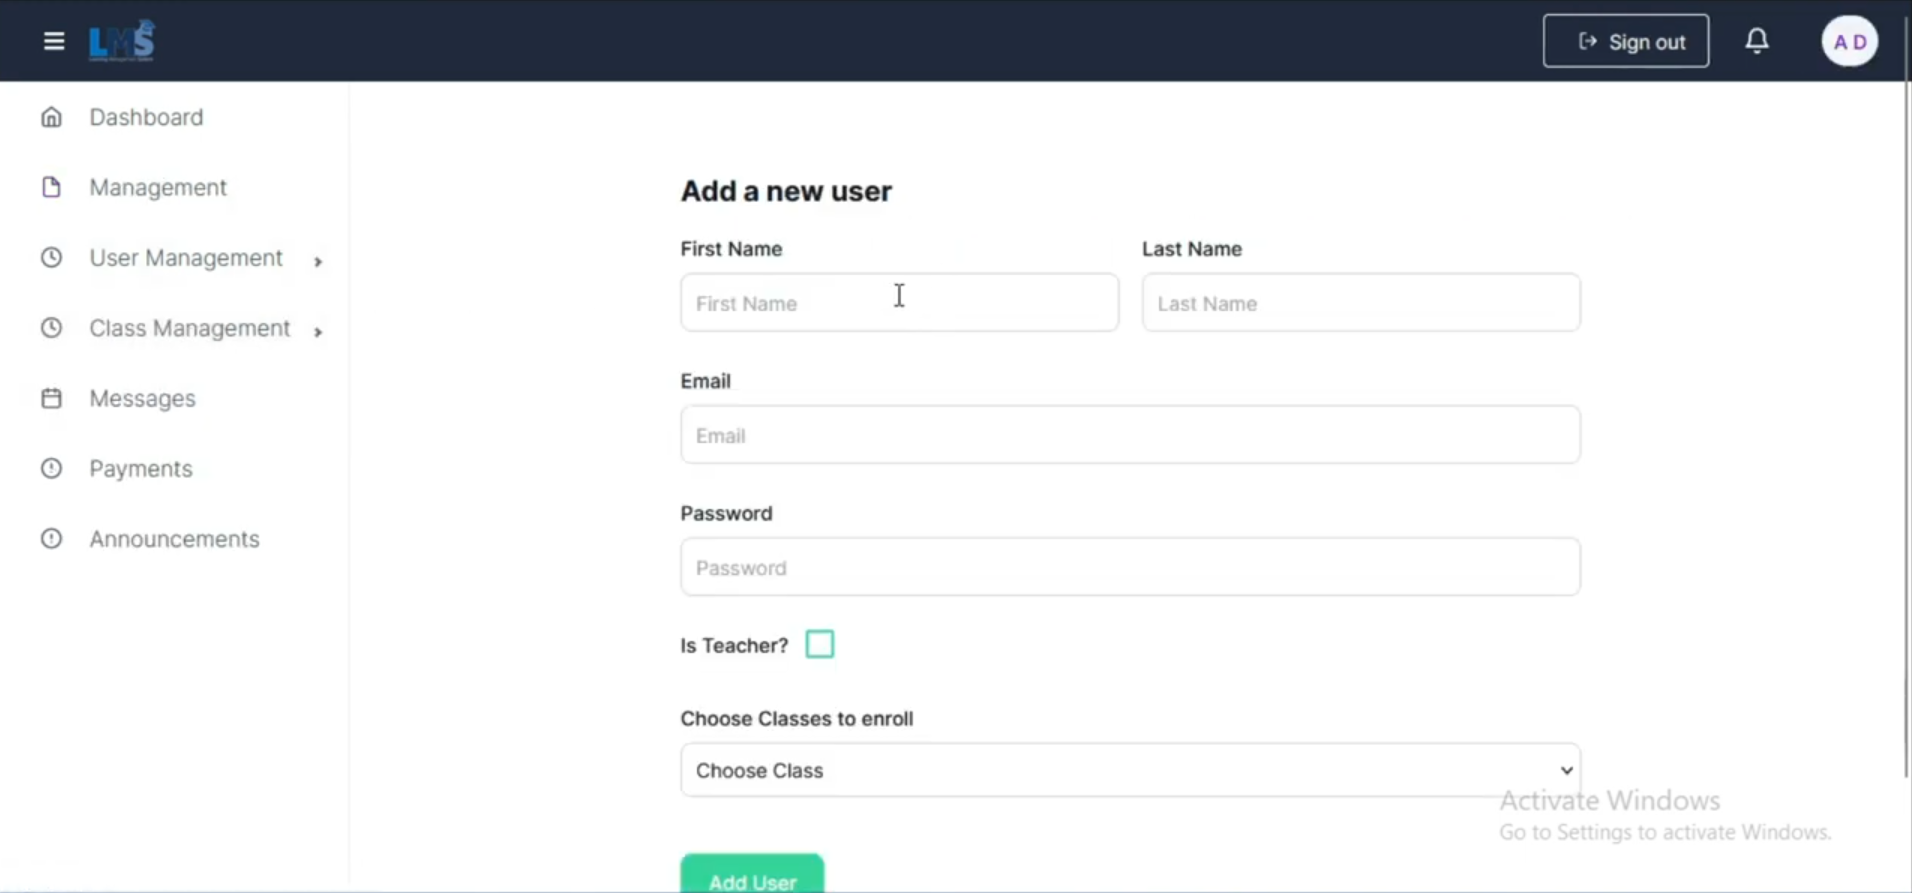 LMS
Sign out
A D
Dashboard
Management
User Management
Class Management
Messages
Payments
Announcements
Add a new user
First Name
Last Name
First Name
Last Name
Email
Email
Password
Password
Is Teacher?
Choose Classes to enroll
Choose Class
Add User
Activate Windows
Go to Settings to activate Windows.